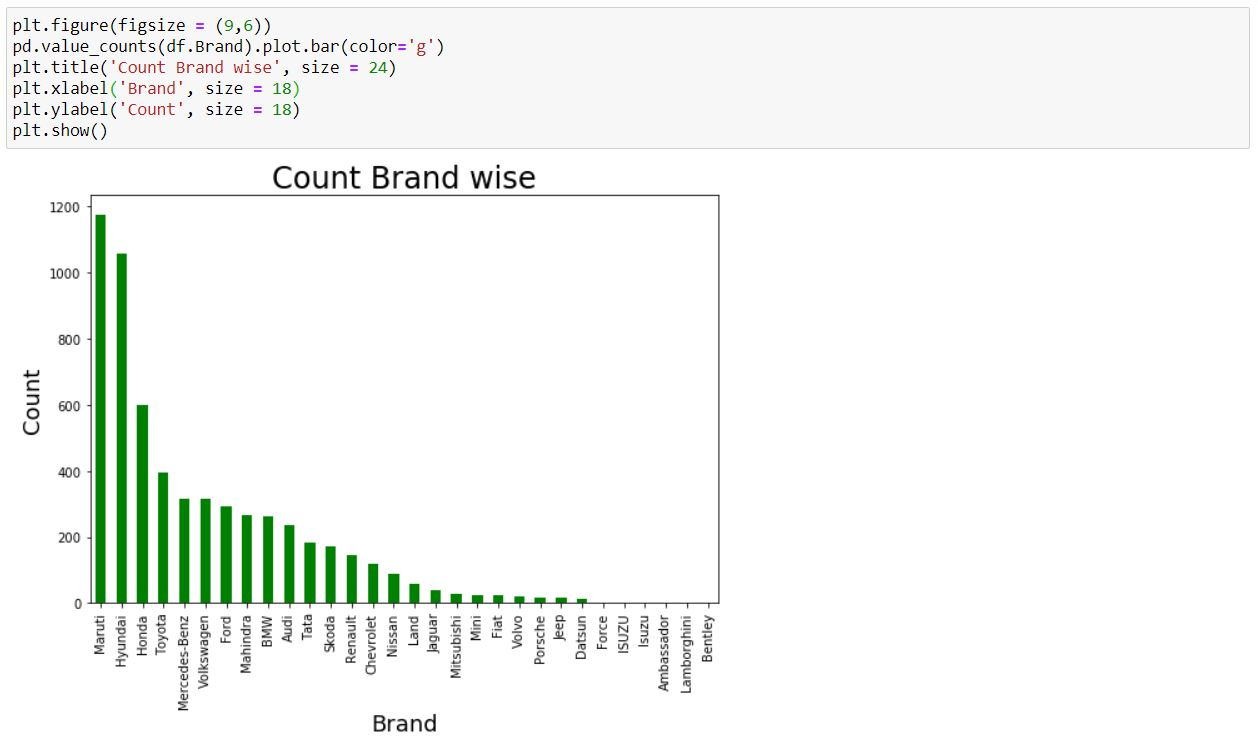 plt.figure(figsize = (9,6))
pd.value_counts(df.Brand).plot.bar(color='g')
plt.title('Count Brand wise', size = 24)
plt.xlabel('Brand', size = 18)
plt.ylabel('Count', size = 18)
plt.show()
Count Brand wise
1200
1000
800
600
400
200
0
Count
Maruti
Hyundai
Honda
Toyota
Mercedes-Benz
Volkswagen
Ford
Mahindra
BMW
Audi
Tata
Skoda
Renault
Chevrolet
Nissan
Land
Jaguar
Mitsubishi
Mini
Fiat
Volvo
Porsche
Jeep
Datsun
Force
ISUZU
Isuzu
Ambassador
Lamborghini
Bentley
Brand